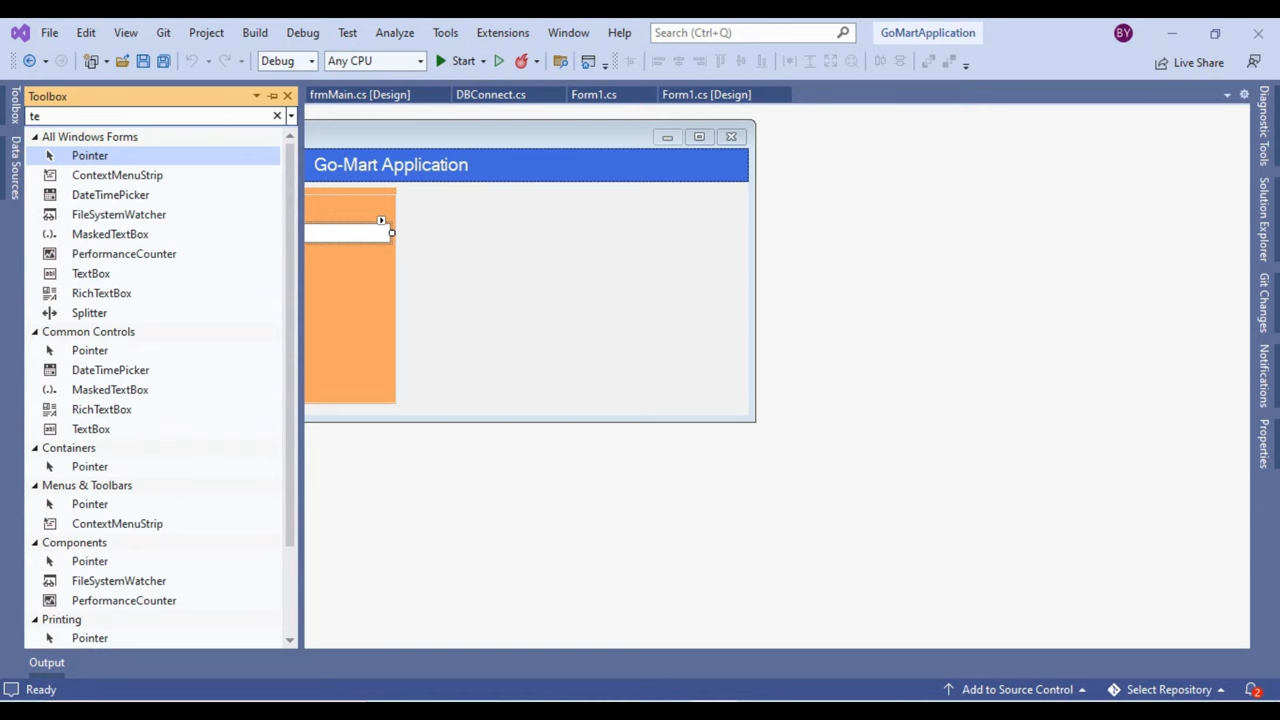 File Edit View Git Project Build Debug Test Analyze Tools Extensions Window Help Search (Ctrl+Q) GoMartApplication BY
Debug Any CPU Start Live Share
Toolbox
te
All Windows Forms
Pointer
ContextMenuStrip
DateTimePicker
FileSystemWatcher
MaskedTextBox
PerformanceCounter
TextBox
RichTextBox
Splitter
Common Controls
Pointer
DateTimePicker
MaskedTextBox
RichTextBox
TextBox
Containers
Pointer
Menus & Toolbars
Pointer
ContextMenuStrip
Components
Pointer
FileSystemWatcher
PerformanceCounter
Printing
Pointer
Toolbox
Data Sources
frmMain.cs [Design] DBConnect.cs Form1.cs Form1.cs [Design]
Go-Mart Application
Diagnostic Tools
Solution Explorer
Git Changes
Notifications
Properties
Output
Ready Add to Source Control Select Repository 2